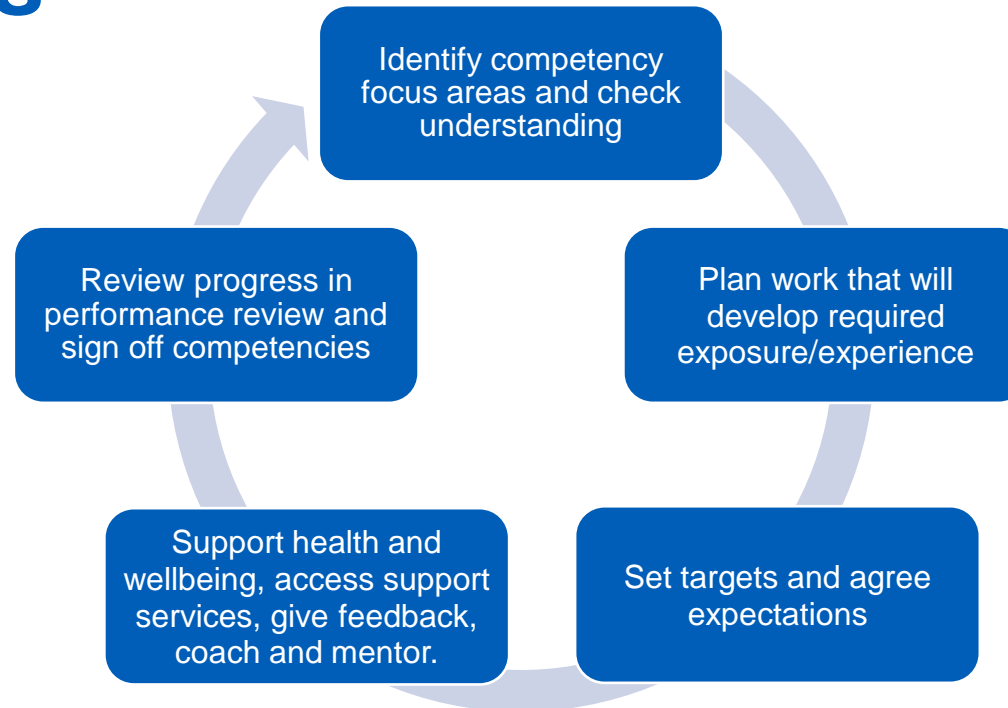 Identify competency
focus areas and check
understanding
Plan work that will
develop required
exposure/experience
Set targets and agree
expectations
Support health and
wellbeing, access support
services, give feedback,
coach and mentor.
Review progress in
performance review and
sign off competencies